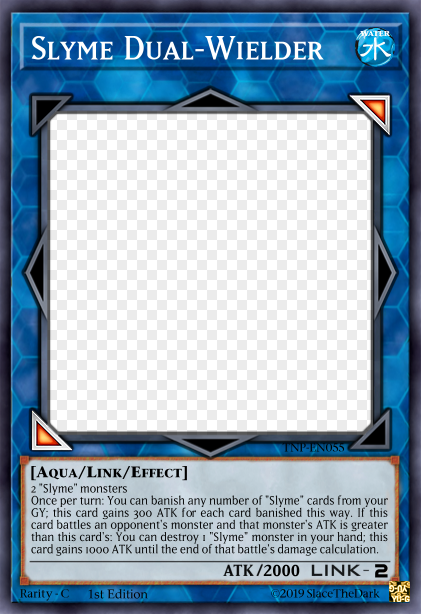 Slyme Dual-Wielder
WATER
水
TNP-EN055
[Aqua/Link/Effect]
2 "Slyme" monsters
Once per turn: You can banish any number of "Slyme" cards from your
GY; this card gains 300 ATK for each card banished this way. If this
card battles an opponent's monster and that monster's ATK is greater
than this card's: You can destroy 1 "Slyme" monster in your hand; this
card gains 1000 ATK until the end of that battle's damage calculation.
ATK/2000 LINK-2
Rarity - C 1st Edition ©2019 SlaceTheDark